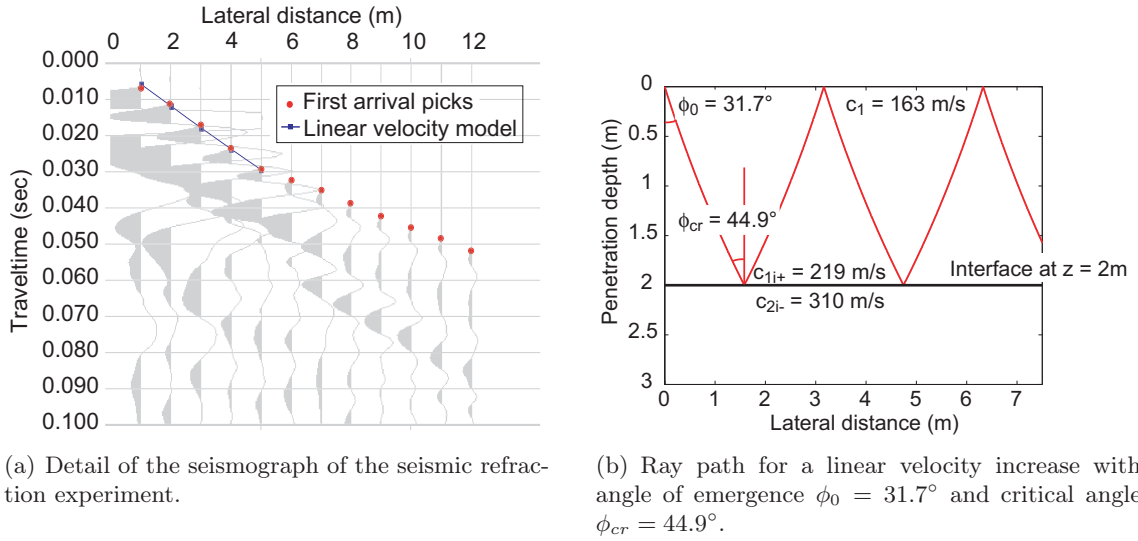 Lateral distance (m)
0 2 4 6 8 10 12
0.000
0.010
0.020
0.030
0.040
0.050
0.060
0.070
0.080
0.090
0.100
Traveltime (sec)
First arrival picks
Linear velocity model
(a) Detail of the seismograph of the seismic refrac-
tion experiment.
0
0.5
1
1.5
2
2.5
3
Penetration depth (m)
ϕ0 = 31.7°
c1 = 163 m/s
ϕcr = 44.9°
c1i+ = 219 m/s
Interface at z = 2m
c2i- = 310 m/s
0 1 2 3 4 5 6 7
Lateral distance (m)
(b) Ray path for a linear velocity increase with
angle of emergence ϕ0 = 31.7° and critical angle
ϕcr = 44.9°.